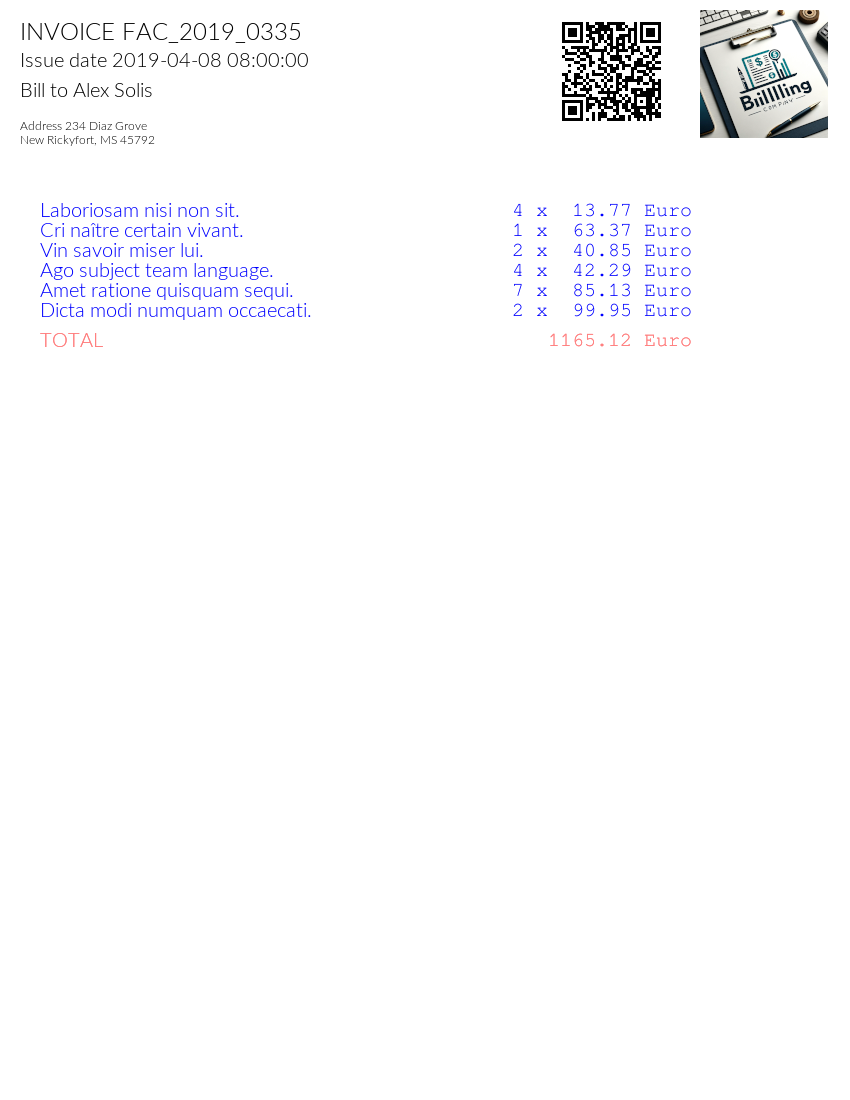 INVOICE FAC_2019_0335
Issue date 2019-04-08 08:00:00
Bill to Alex Solis
Address 234 Diaz Grove
New Rickyfort, MS 45792
Biillling
COMPANY
Laboriosam nisi non sit. 4 x 13.77 Euro
Cri naître certain vivant. 1 x 63.37 Euro
Vin savoir miser lui. 2 x 40.85 Euro
Ago subject team language. 4 x 42.29 Euro
Amet ratione quisquam sequi. 7 x 85.13 Euro
Dicta modi numquam occaecati. 2 x 99.95 Euro
TOTAL 1165.12 Euro